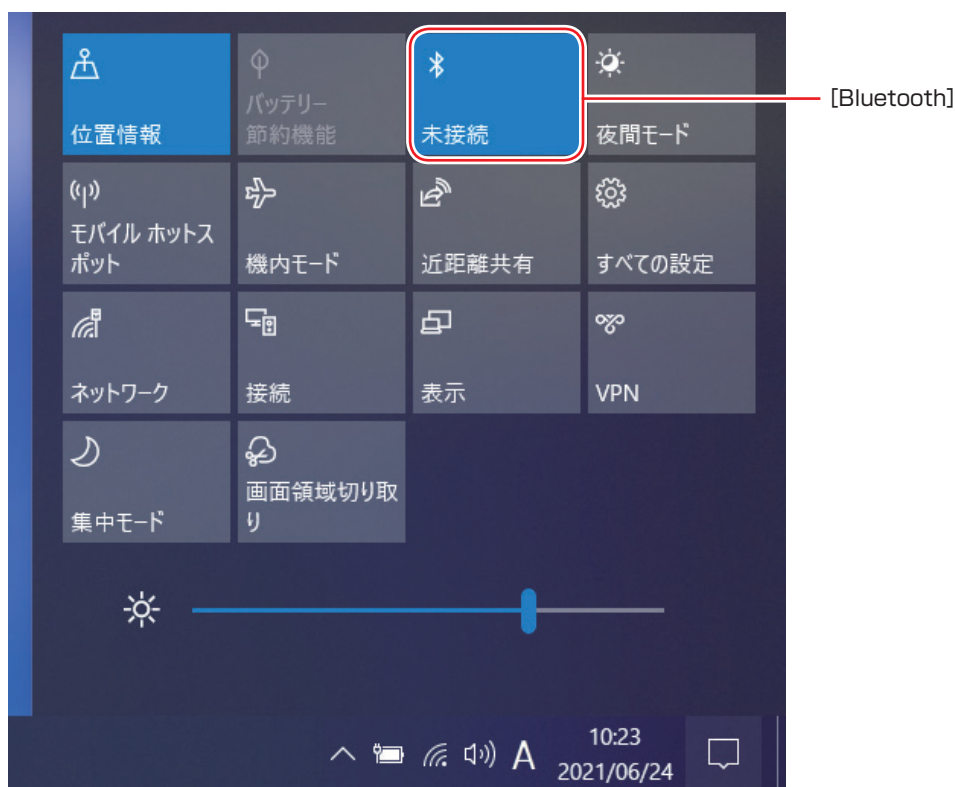 位置情報
バッテリー
節約機能
未接続
夜間モード
[Bluetooth]
モバイル ホットス
ポット
機内モード
近距離共有
すべての設定
ネットワーク
接続
表示
VPN
集中モード
画面領域切り取
り
A
10:23
2021/06/24